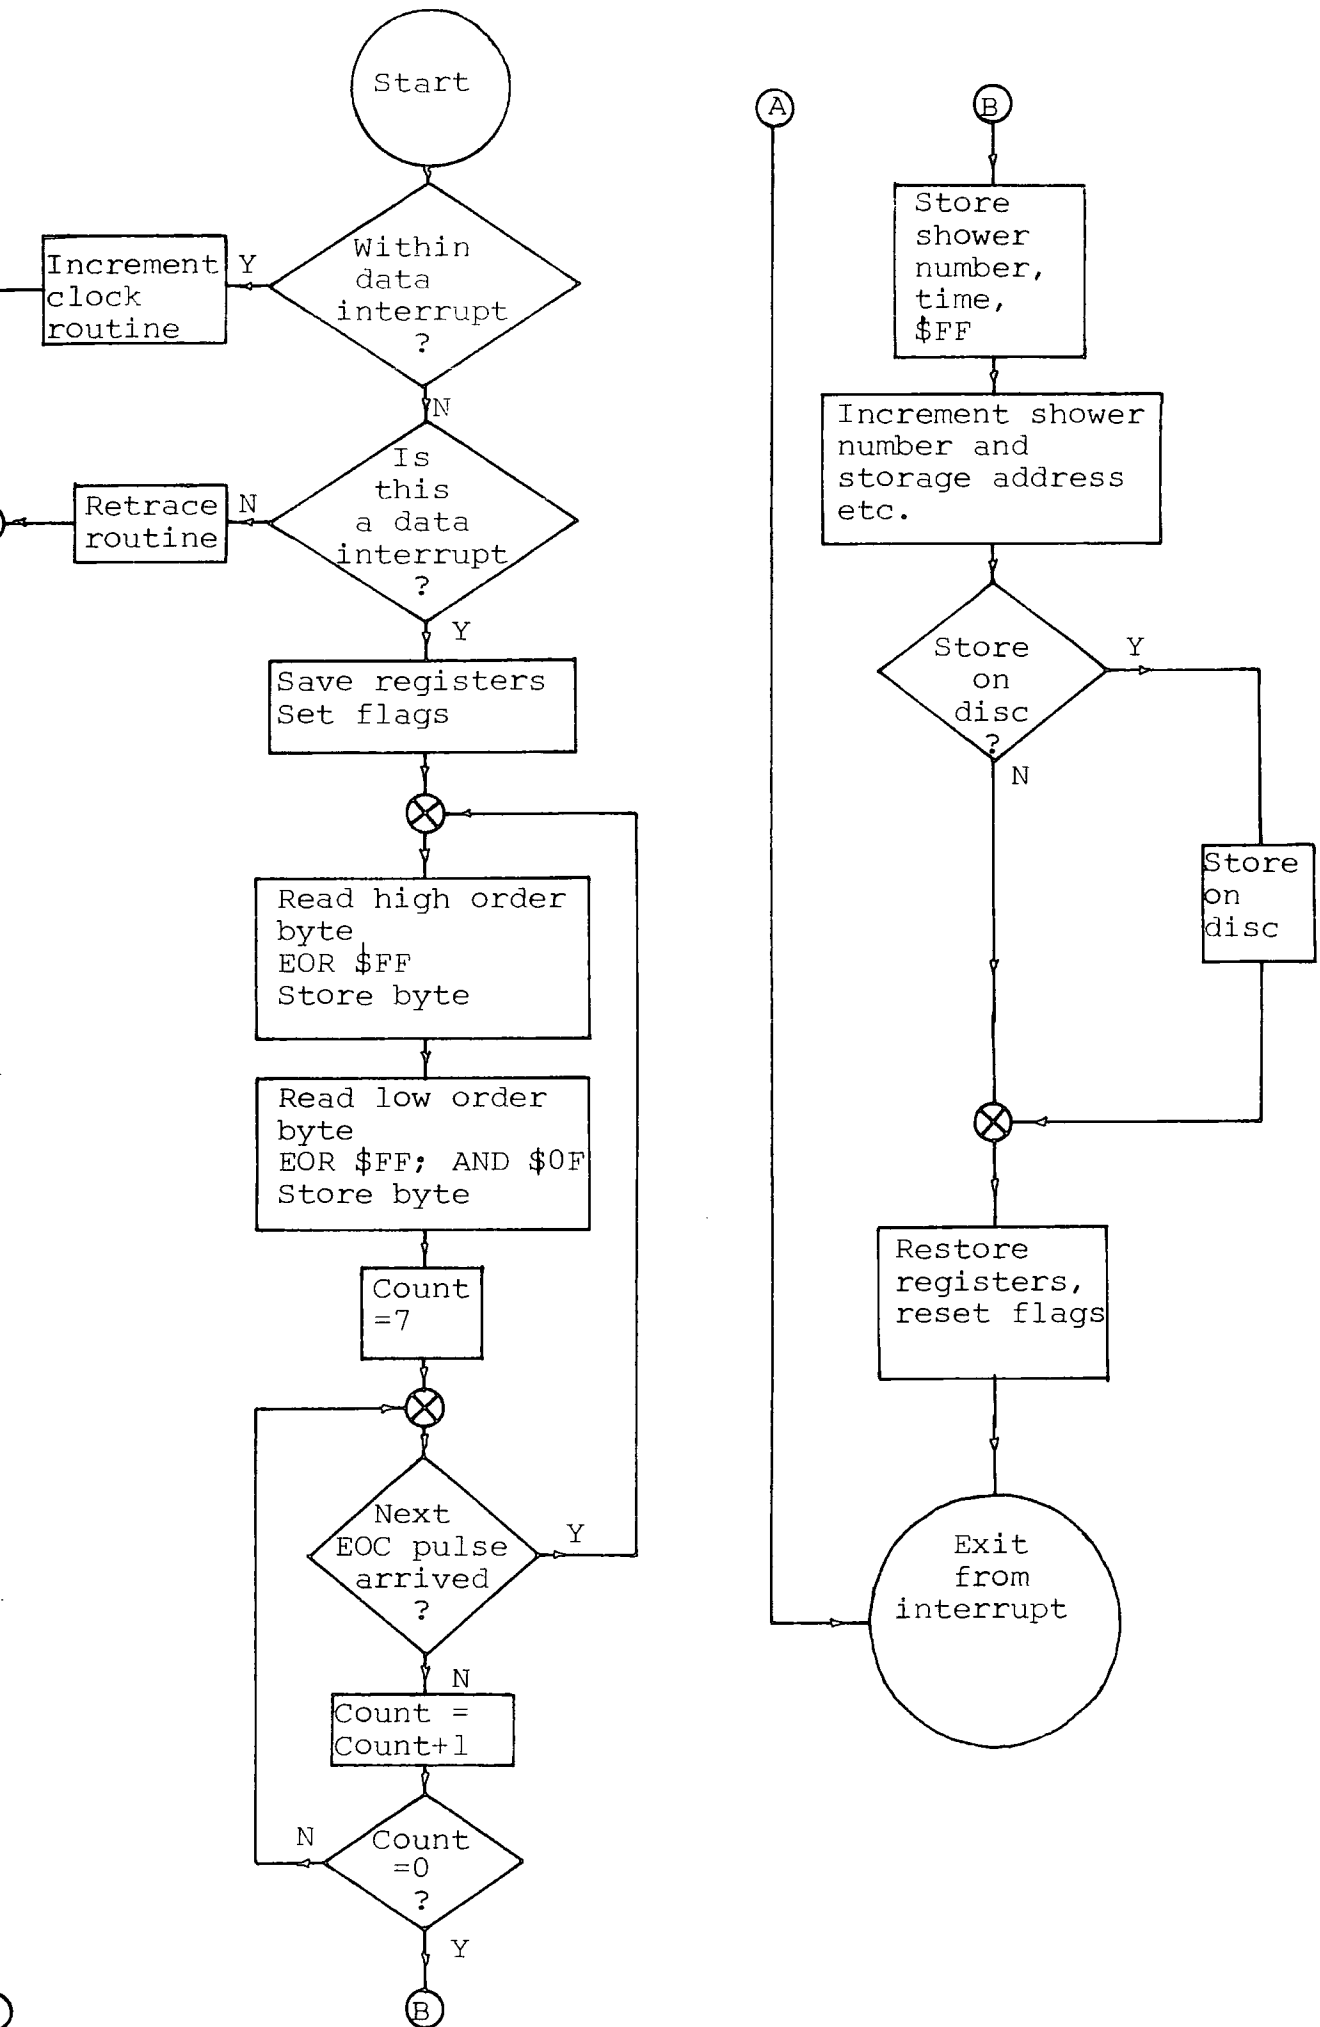 Start
Within
data
interrupt
?
Y
Increment
clock
routine
N
Is
this
a data
interrupt
?
N
Retrace
routine
Y
Save registers
Set flags
Read high order
byte
EOR $FF
Store byte
Read low order
byte
EOR $FF; AND $0F
Store byte
Count
=7
Next
EOC pulse
arrived
?
Y
N
Count =
Count+1
Count
=0
?
N
Y
B
A
B
Store
shower
number,
time,
$FF
Increment shower
number and
storage address
etc.
Store
on
disc
?
Y
N
Store
on
disc
Restore
registers,
reset flags
Exit
from
interrupt